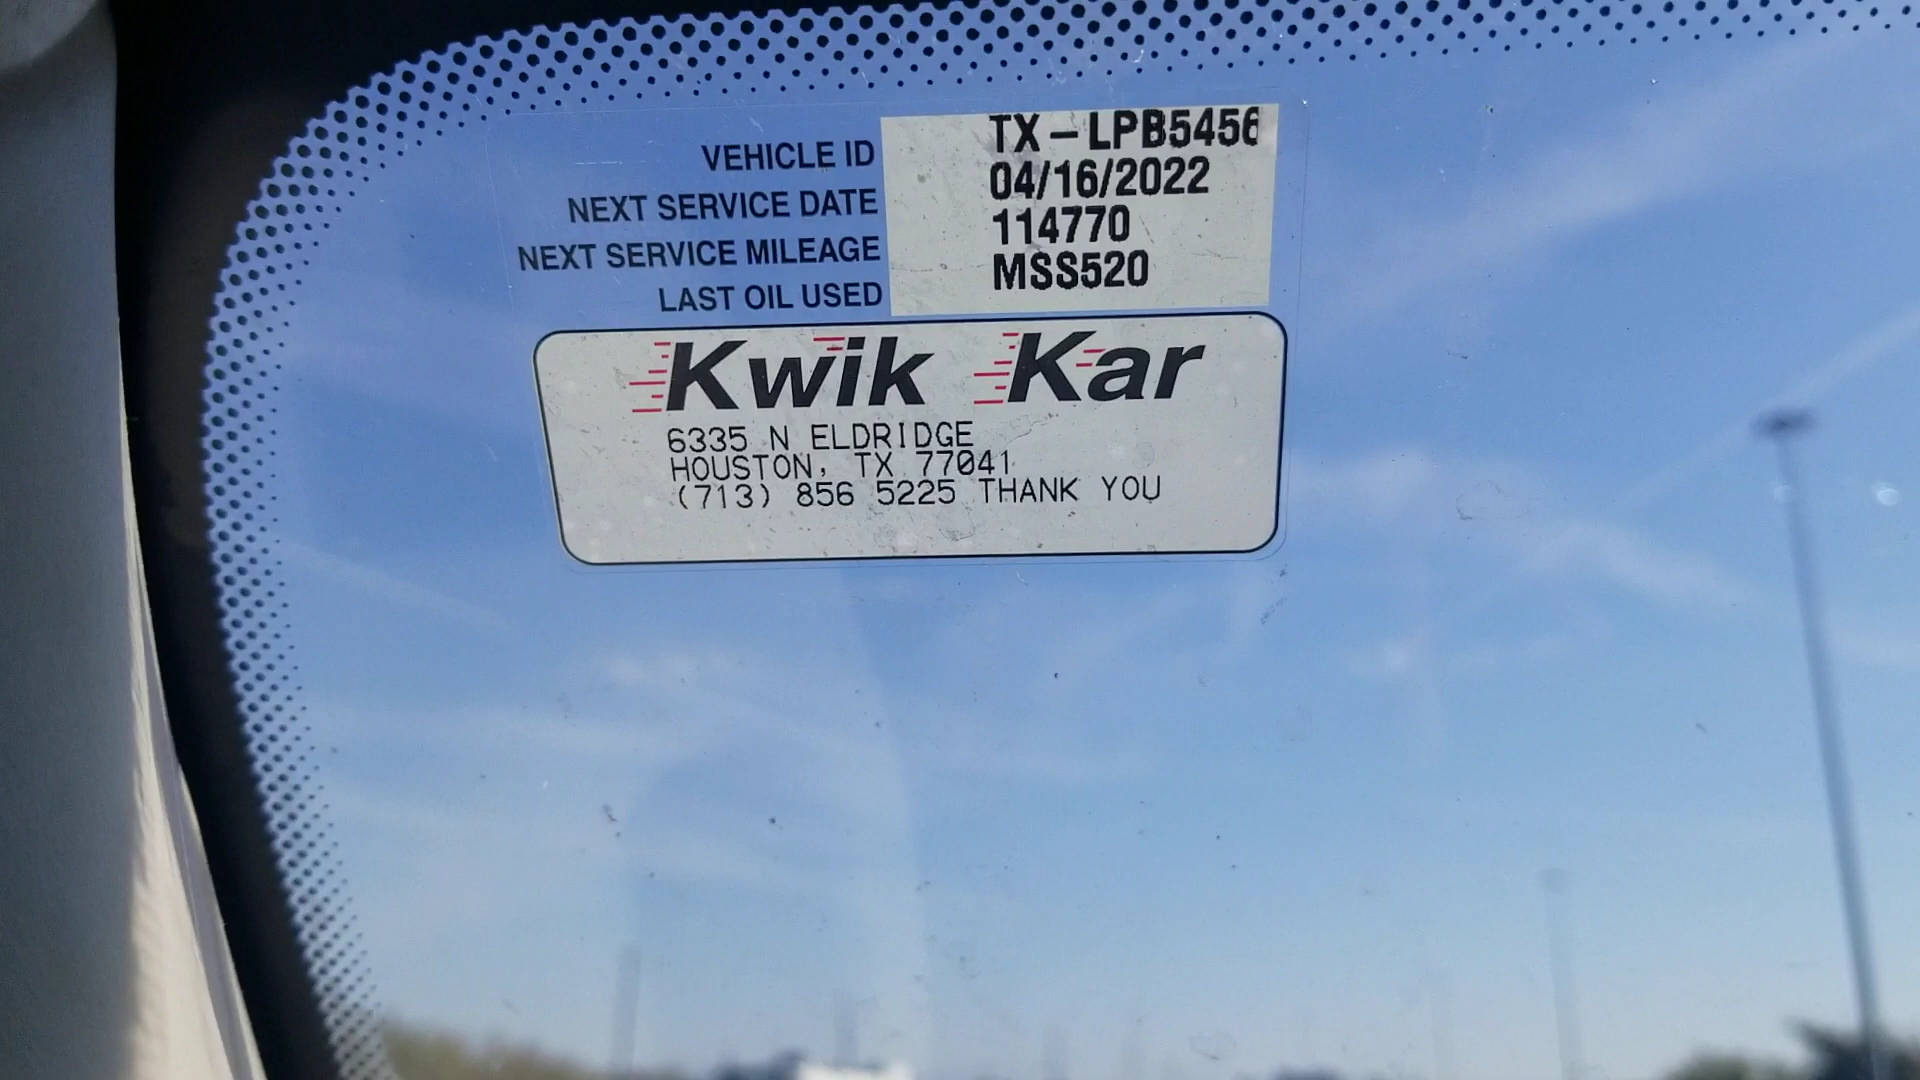 VEHICLE ID TX-LPB5456
NEXT SERVICE DATE 04/16/2022
NEXT SERVICE MILEAGE 114770
LAST OIL USED MSS520
Kwik Kar
6335 N ELDRIDGE
HOUSTON, TX 77041
(713) 856 5225 THANK YOU